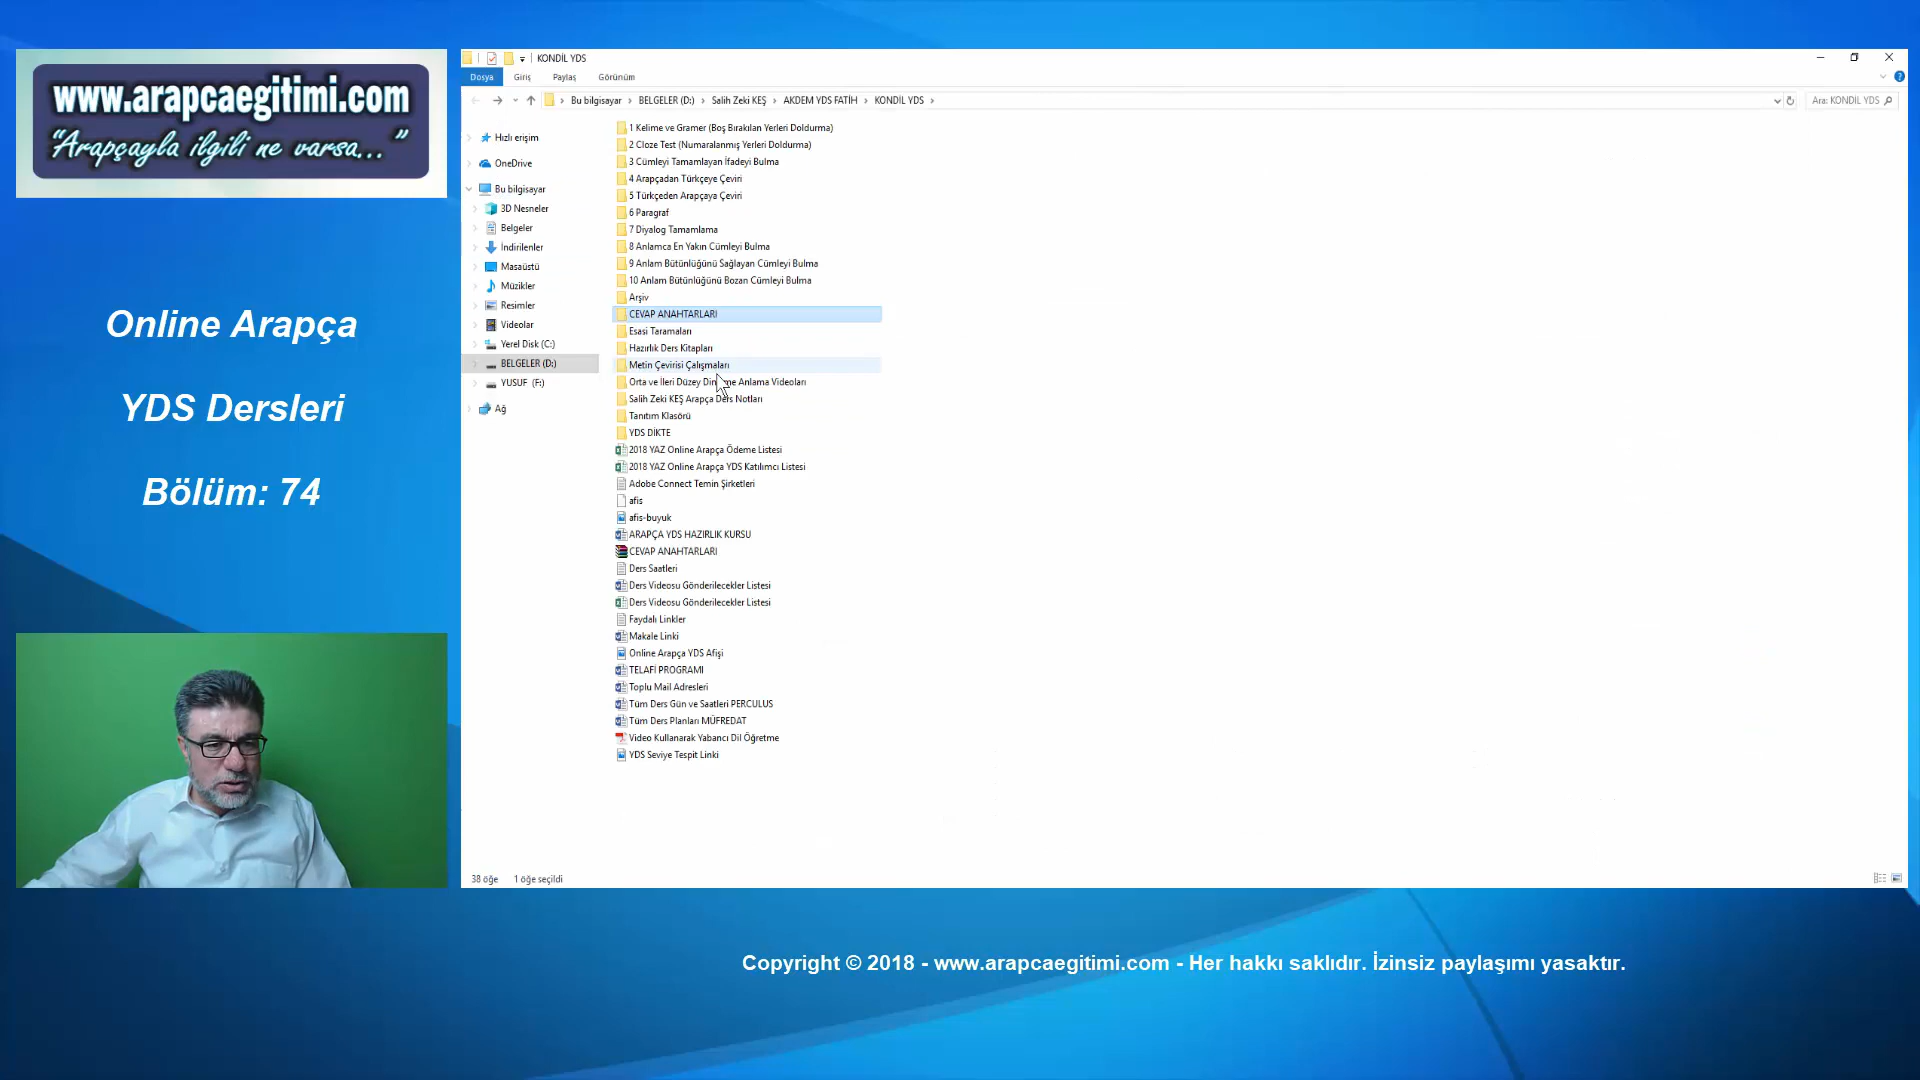 www.arapcaegitimi.com
"Arapçayla ilgili ne varsa..."
Online Arapça
YDS Dersleri
Bölüm: 74
KONDİL YDS
Dosya Giriş Paylaş Görünüm
Bu bilgisayar › BELGELER (D:) › Salih Zeki KEŞ › AKDEM YDS FATİH › KONDİL YDS ›
Ara: KONDİL YDS
Hızlı erişim
OneDrive
Bu bilgisayar
3D Nesneler
Belgeler
İndirilenler
Masaüstü
Müzikler
Resimler
Videolar
Yerel Disk (C:)
BELGELER (D:)
YUSUF (F:)
Ağ
1 Kelime ve Gramer (Boş Bırakılan Yerleri Doldurma)
2 Cloze Test (Numaralanmış Yerleri Doldurma)
3 Cümleyi Tamamlayan İfadeyi Bulma
4 Arapçadan Türkçeye Çeviri
5 Türkçeden Arapçaya Çeviri
6 Paragraf
7 Diyalog Tamamlama
8 Anlamca En Yakın Cümleyi Bulma
9 Anlam Bütünlüğünü Sağlayan Cümleyi Bulma
10 Anlam Bütünlüğünü Bozan Cümleyi Bulma
Arşiv
CEVAP ANAHTARLARI
Esasi Taramaları
Hazırlık Ders Kitapları
Metin Çevirisi Çalışmaları
Orta ve İleri Düzey Dinleme Anlama Videoları
Salih Zeki KEŞ Arapça Ders Notları
Tanıtım Klasörü
YDS DİKTE
2018 YAZ Online Arapça Ödeme Listesi
2018 YAZ Online Arapça YDS Katılımcı Listesi
Adobe Connect Temin Şirketleri
afis
afis-buyuk
ARAPÇA YDS HAZIRLIK KURSU
CEVAP ANAHTARLARI
Ders Saatleri
Ders Videosu Gönderilecekler Listesi
Ders Videosu Gönderilecekler Listesi
Faydalı Linkler
Makale Linki
Online Arapça YDS Afişi
TELAFİ PROGRAMI
Toplu Mail Adresleri
Tüm Ders Gün ve Saatleri PERCULUS
Tüm Ders Planları MÜFREDAT
Video Kullanarak Yabancı Dil Öğretme
YDS Seviye Tespit Linki
38 öğe 1 öğe seçildi
Copyright © 2018 - www.arapcaegitimi.com - Her hakkı saklıdır. İzinsiz paylaşımı yasaktır.